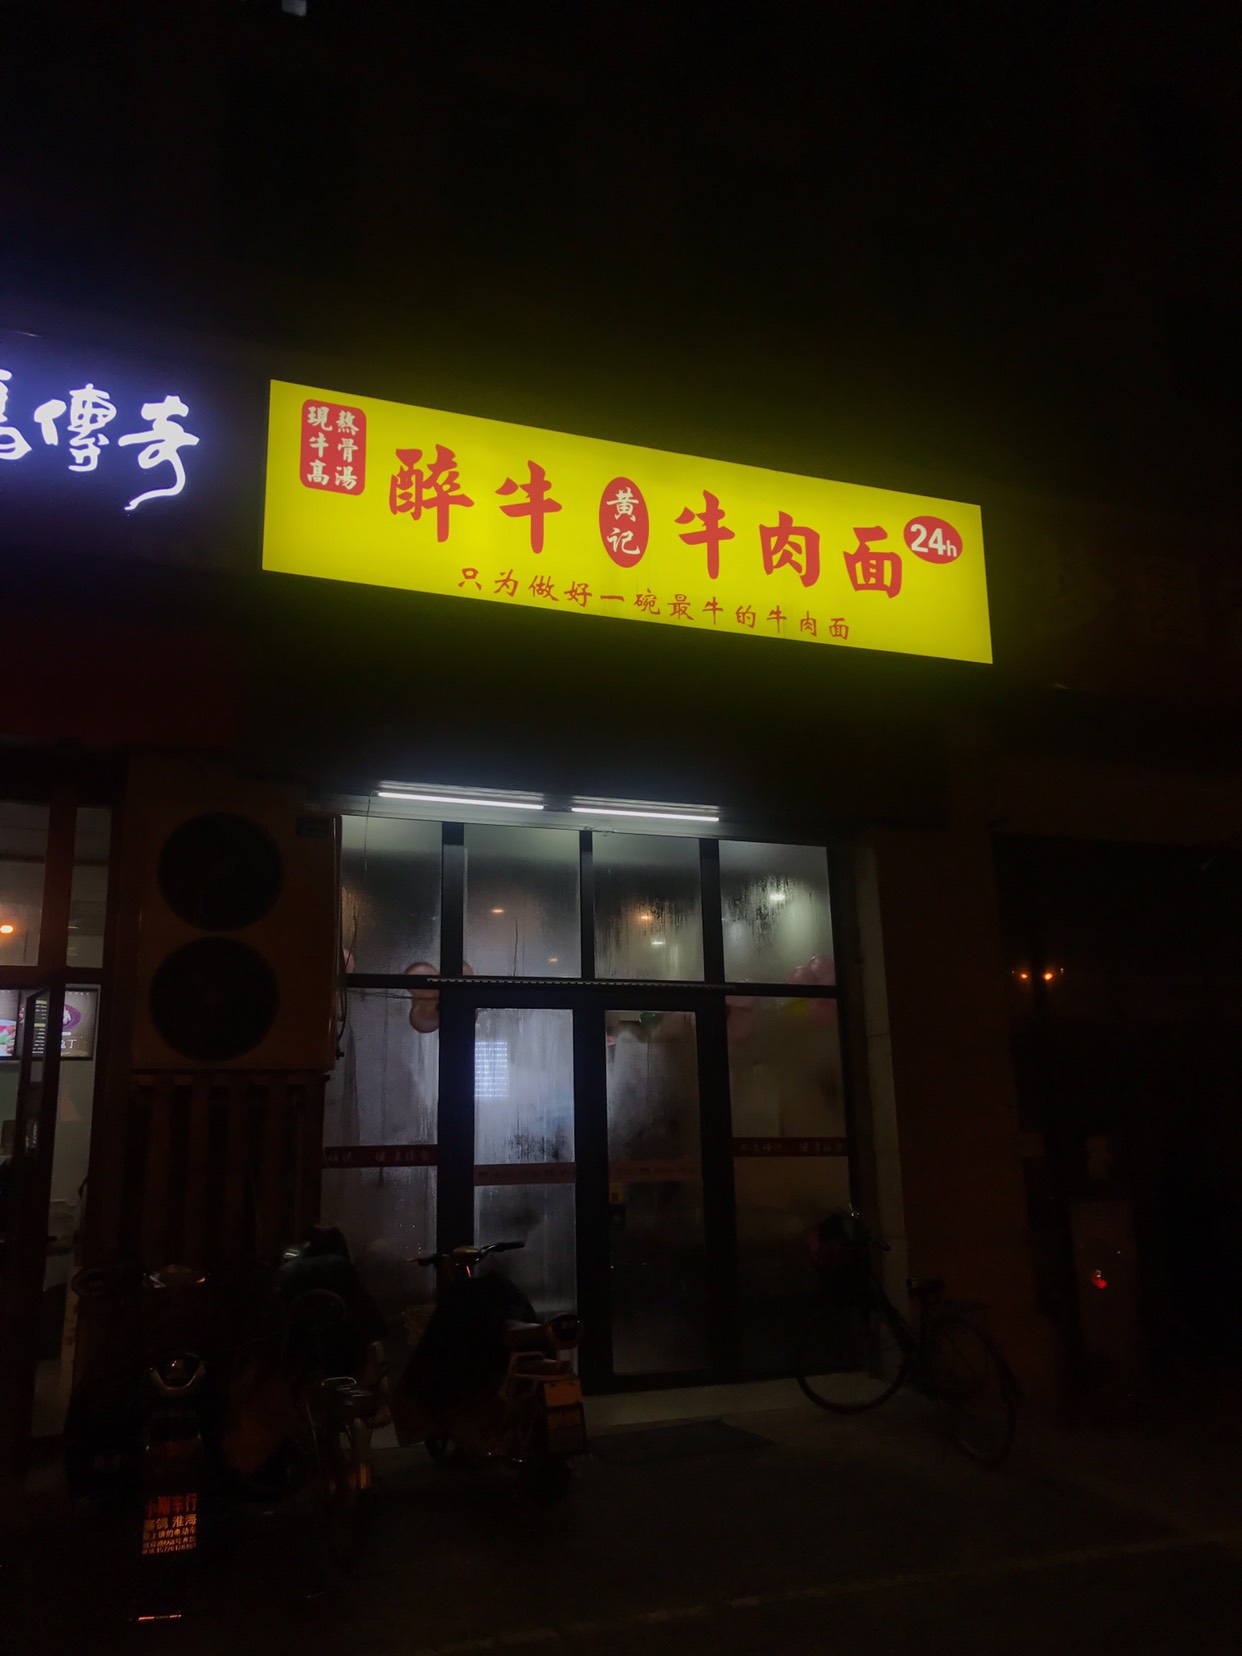 傳奇
現熬
牛骨
高湯
醉牛 黄记 牛肉面 24h
只为做好一碗最牛的牛肉面